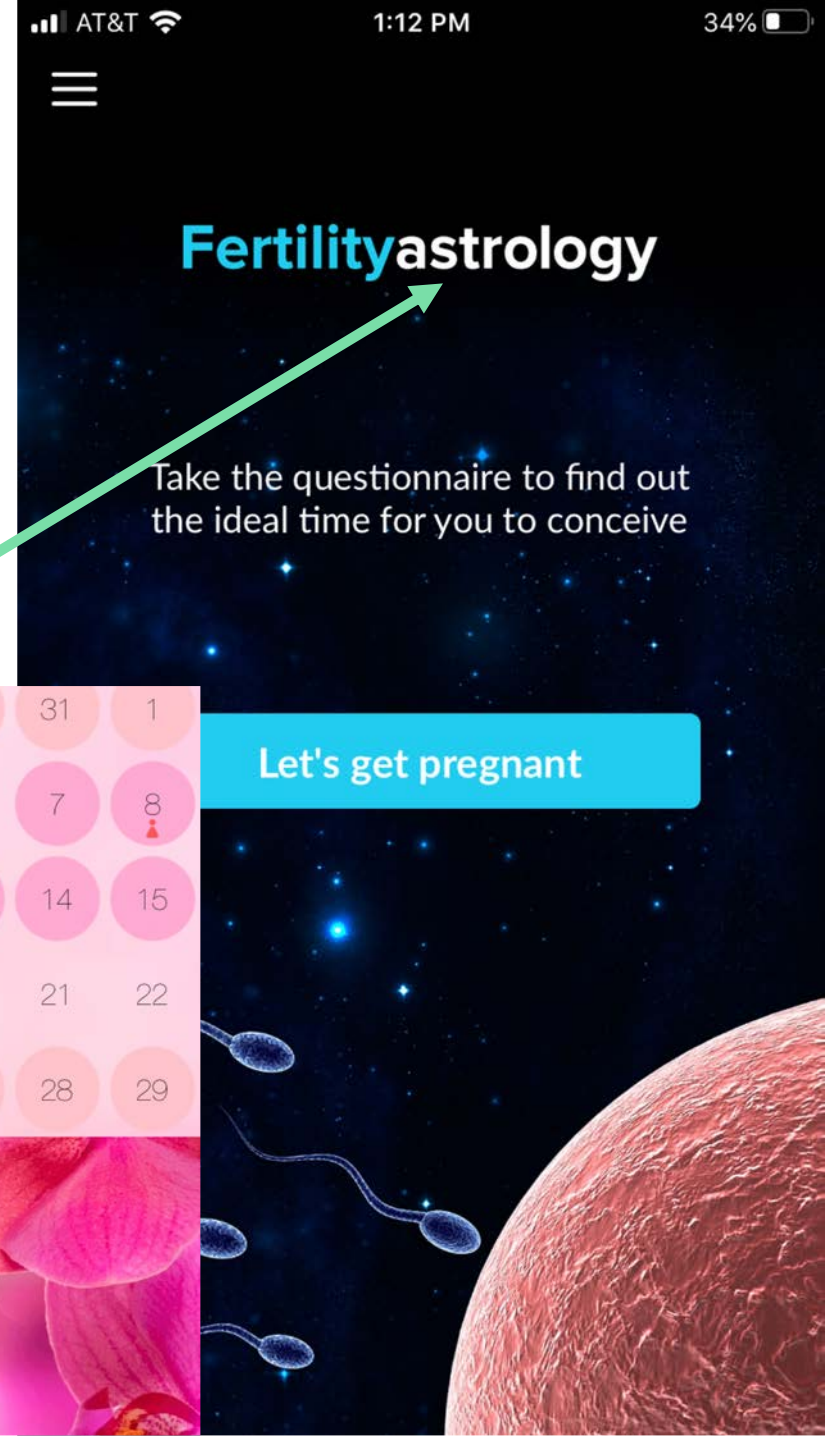 AT&T 1:12 PM 34%
Fertilityastrology
Take the questionnaire to find out
the ideal time for you to conceive
Let's get pregnant
31 1
7 8
14 15
21 22
28 29